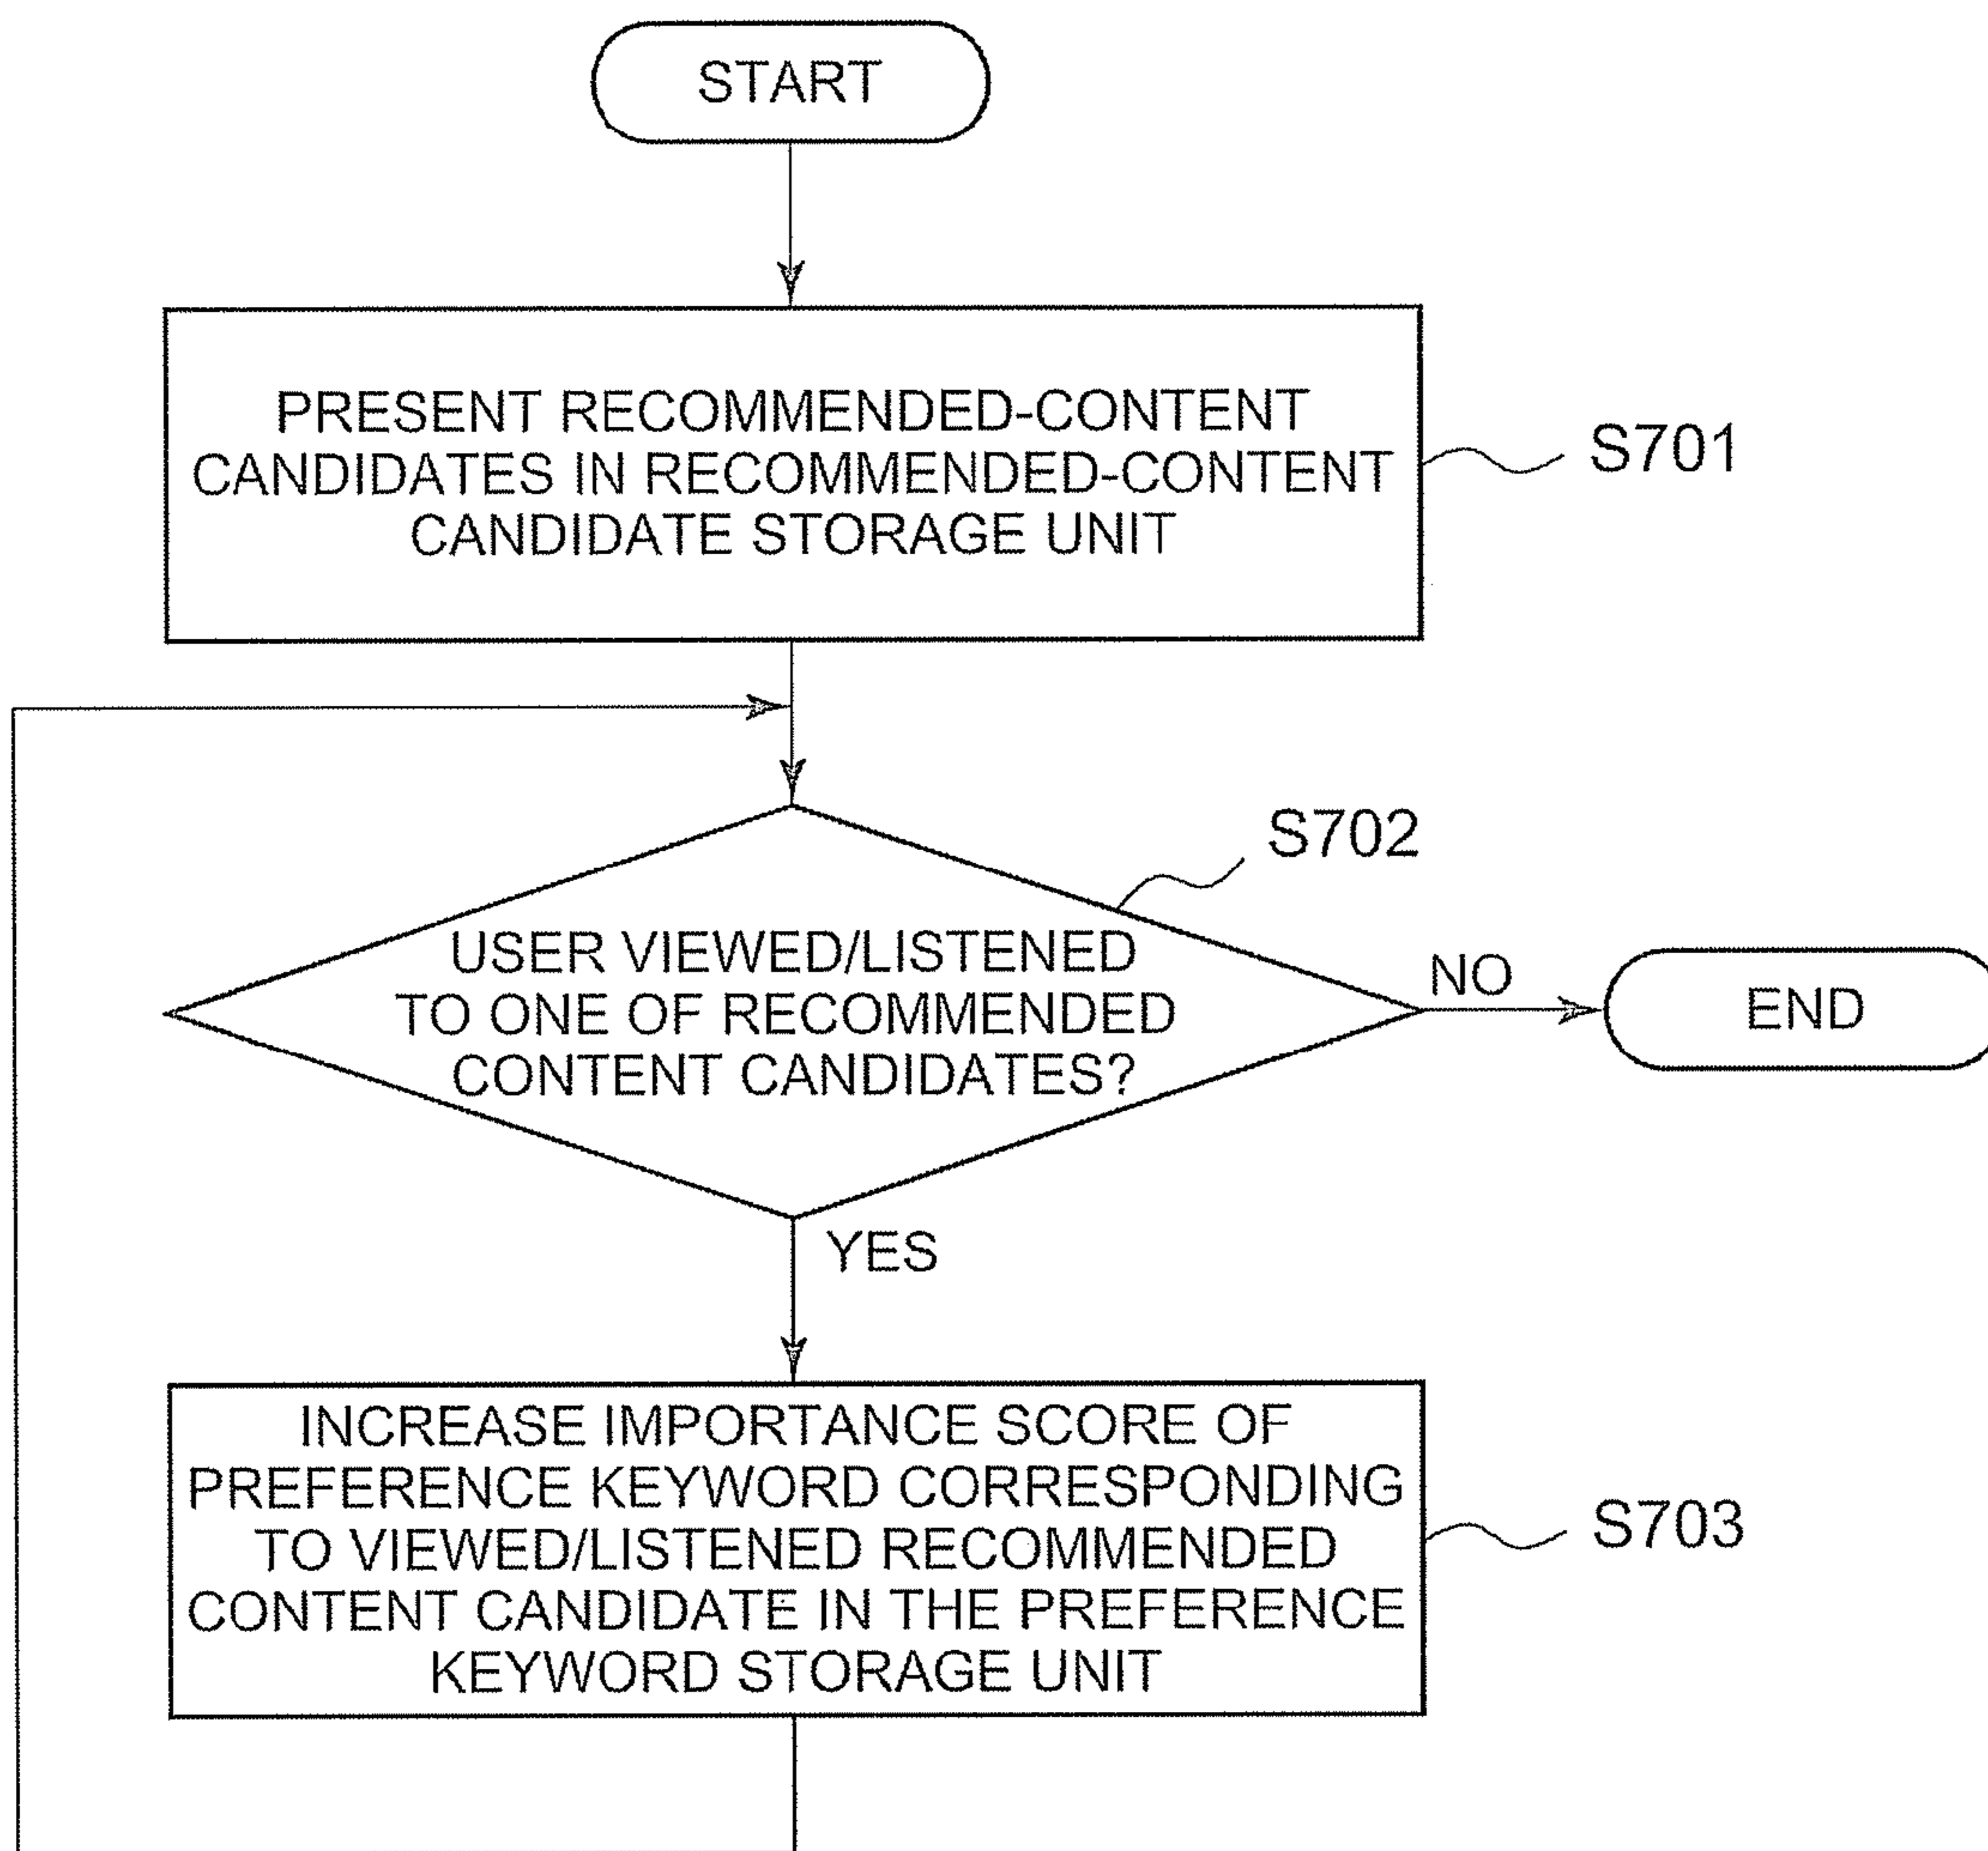 START
PRESENT RECOMMENDED-CONTENT
CANDIDATES IN RECOMMENDED-CONTENT
CANDIDATE STORAGE UNIT
S701
S702
USER VIEWED/LISTENED
TO ONE OF RECOMMENDED
CONTENT CANDIDATES?
NO
END
YES
INCREASE IMPORTANCE SCORE OF
PREFERENCE KEYWORD CORRESPONDING
TO VIEWED/LISTENED RECOMMENDED
CONTENT CANDIDATE IN THE PREFERENCE
KEYWORD STORAGE UNIT
S703